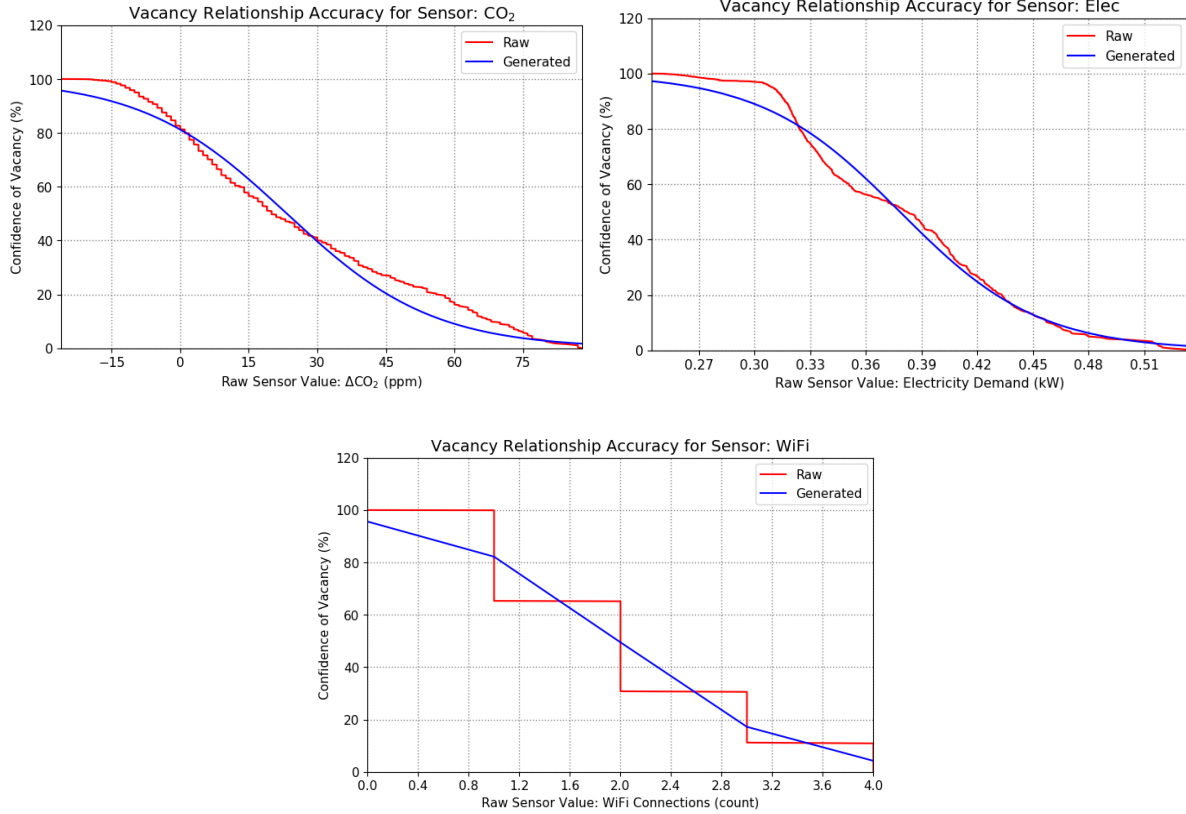 Vacancy Relationship Accuracy for Sensor: CO₂
120
100
80
60
40
20
0
Confidence of Vacancy (%)
Raw
Generated
−15 0 15 30 45 60 75
Raw Sensor Value: ΔCO₂ (ppm)
Vacancy Relationship Accuracy for Sensor: Elec
120
100
80
60
40
20
0
Confidence of Vacancy (%)
Raw
Generated
0.27 0.30 0.33 0.36 0.39 0.42 0.45 0.48 0.51
Raw Sensor Value: Electricity Demand (kW)
Vacancy Relationship Accuracy for Sensor: WiFi
120
100
80
60
40
20
0
Confidence of Vacancy (%)
Raw
Generated
0.0 0.4 0.8 1.2 1.6 2.0 2.4 2.8 3.2 3.6 4.0
Raw Sensor Value: WiFi Connections (count)